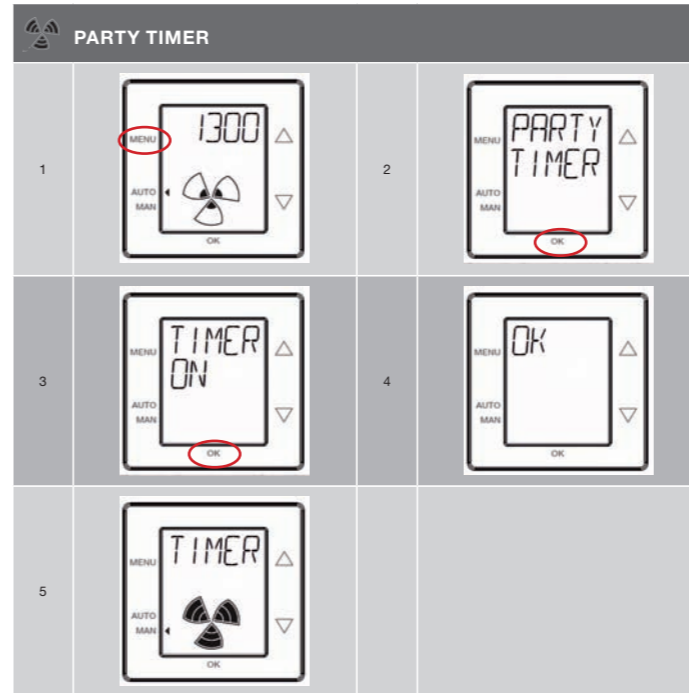 PARTY TIMER
1
MENU
1300
AUTO
MAN
OK
2
MENU
PARTY
TIMER
AUTO
MAN
OK
3
MENU
TIMER
ON
AUTO
MAN
OK
4
MENU
OK
AUTO
MAN
OK
5
MENU
TIMER
AUTO
MAN
OK